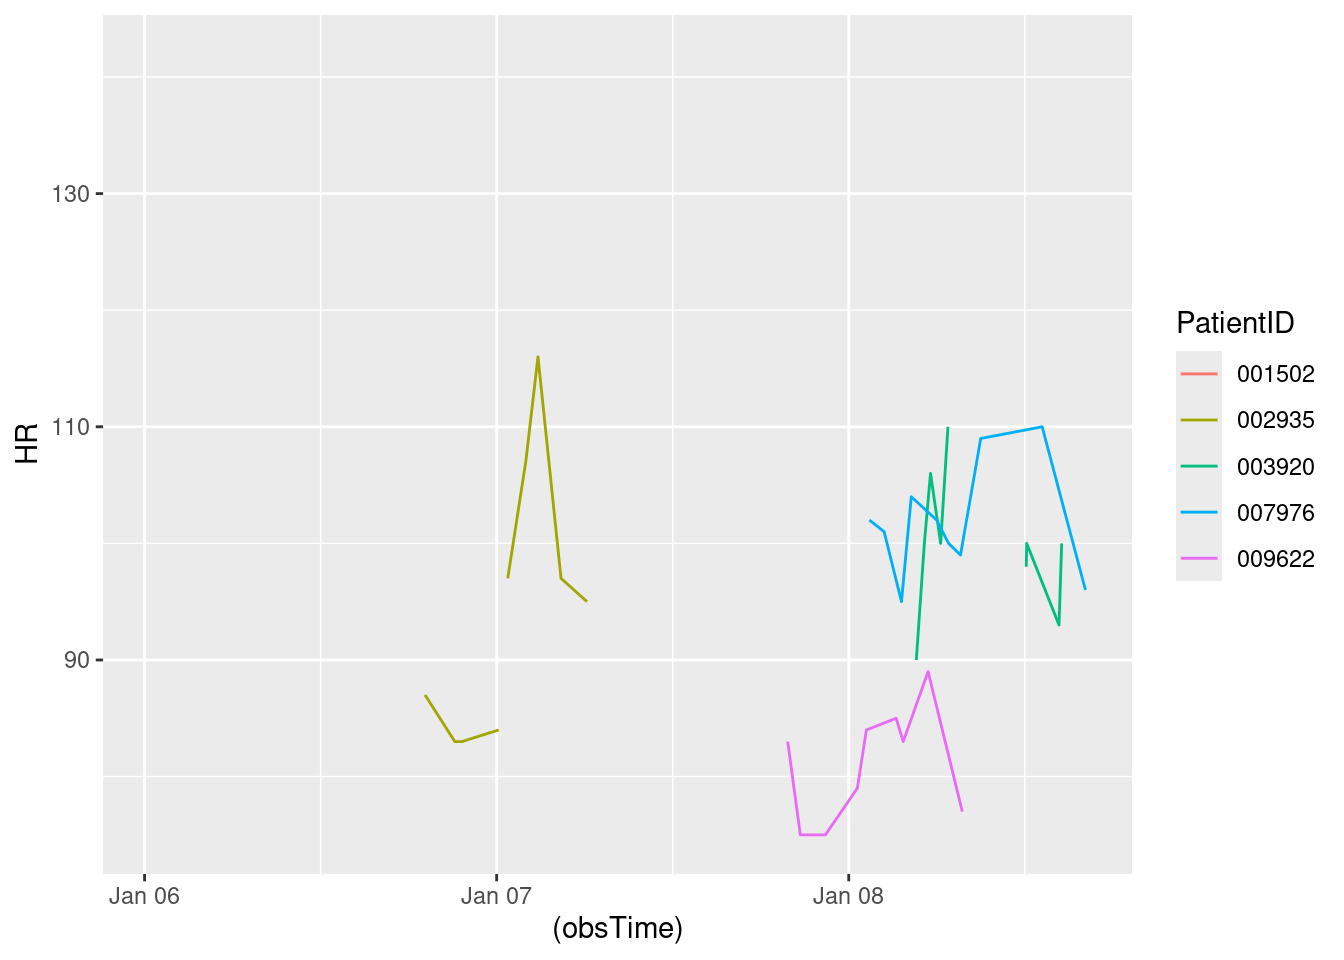 130
110
90
HR
Jan 06
Jan 07
Jan 08
(obsTime)
PatientID
001502
002935
003920
007976
009622